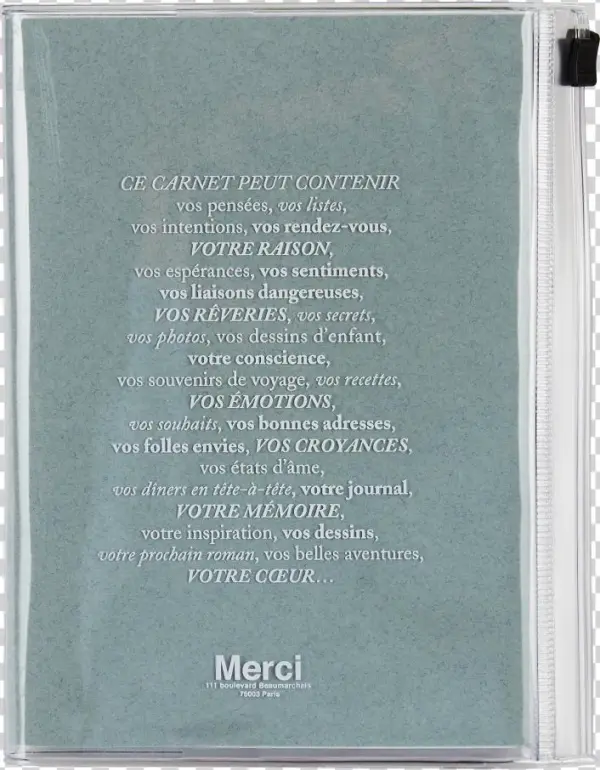 CE CARNET PEUT CONTENIR
vos pensées, vos listes,
vos intentions, vos rendez-vous,
VOTRE RAISON,
vos espérances, vos sentiments,
vos liaisons dangereuses,
VOS RÊVERIES, vos secrets,
vos photos, vos dessins d'enfant,
votre conscience,
vos souvenirs de voyage, vos recettes,
VOS ÉMOTIONS,
vos souhaits, vos bonnes adresses,
vos folles envies, VOS CROYANCES,
vos états d'âme,
vos dîners en tête-à-tête, votre journal,
VOTRE MÉMOIRE,
votre inspiration, vos dessins,
votre prochain roman, vos belles aventures,
VOTRE CŒUR...
Merci
111 boulevard Beaumarchais
75003 Paris